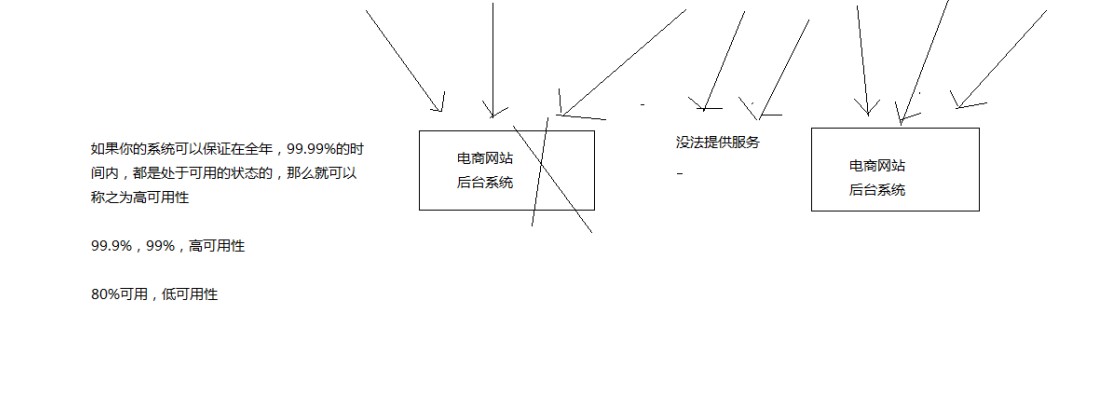 如果你的系统可以保证在全年，99.99%的时
间内，都是处于可用的状态的，那么就可以
称之为高可用性
99.9%，99%，高可用性
80%可用，低可用性
电商网站
后台系统
没法提供服务
电商网站
后台系统